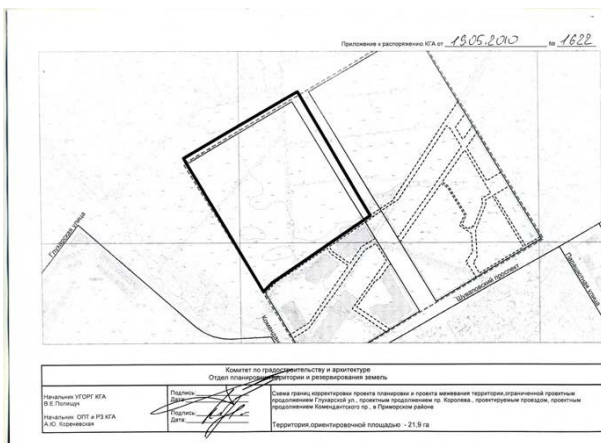 Приложение к распоряжению КГА от 19.05.2010 № 1622
Глухарская улица
Шуваловский проспект
Комендан
Комитет по градостроительству и архитектуре
Отдел планировки территории и резервирования земель
Начальник УГОРГ КГА
В.Е.Полищук
Подпись
Дата
Начальник ОПТ и РЗ КГА
А.Ю. Кореневская
Подпись
Дата
Схема границ корректировки проекта планировки и проекта межевания территории,ограниченной проектным
продолжением Глухарской ул., проектным продолжением пр. Королева., проектируемым проездом, проектным
продолжением Комендантского пр., в Приморском районе
Территория,ориентировочной площадью - 21,9 га